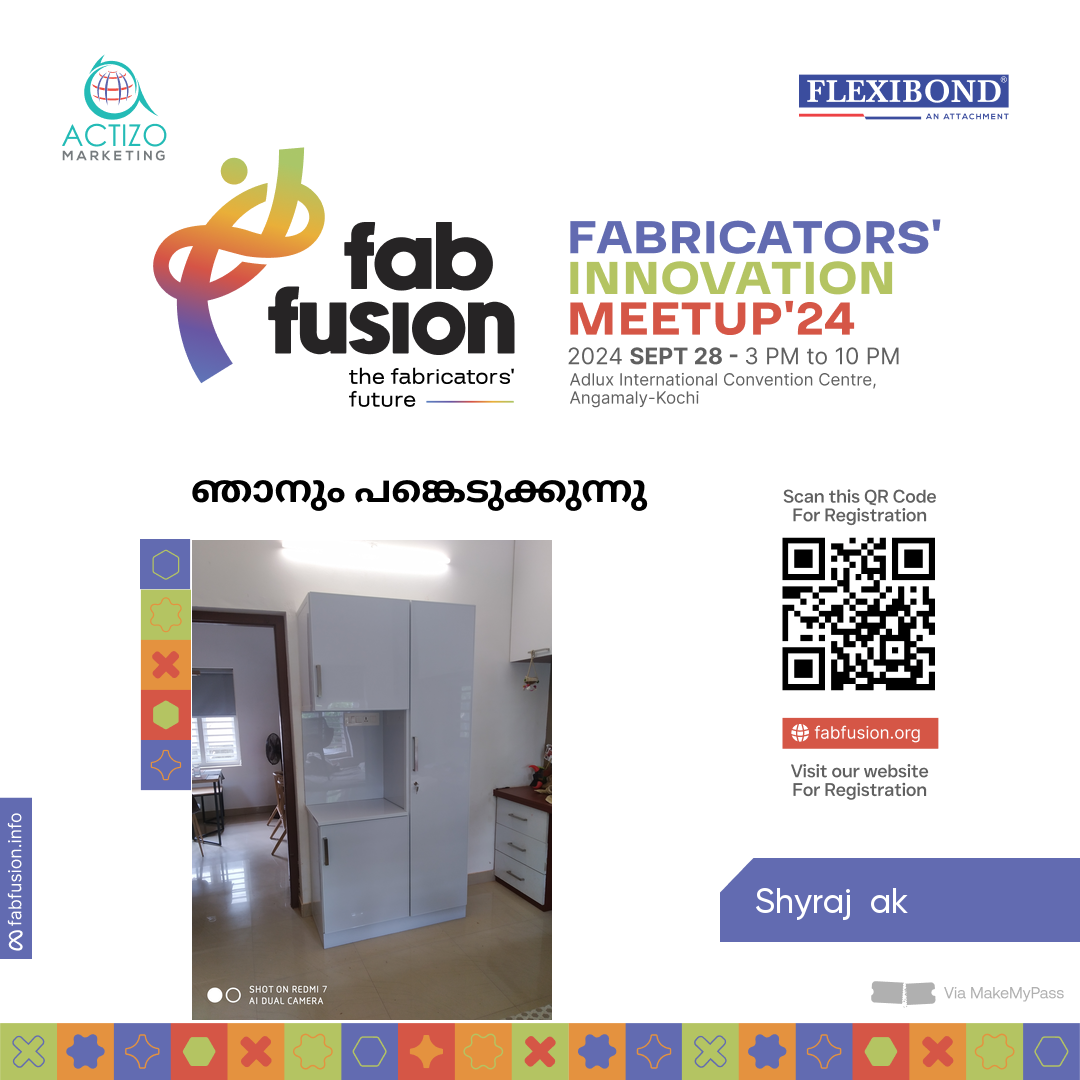 ACTIZO
MARKETING
FLEXIBOND®
AN ATTACHMENT
fab
fusion
the fabricators'
future
FABRICATORS'
INNOVATION
MEETUP'24
2024 SEPT 28 - 3 PM to 10 PM
Adlux International Convention Centre,
Angamaly-Kochi
ഞാനും പങ്കെടുക്കുന്നു
Scan this QR Code
For Registration
fabfusion.org
Visit our website
For Registration
fabfusion.info
Shyraj ak
SHOT ON REDMI 7
AI DUAL CAMERA
Via MakeMyPass